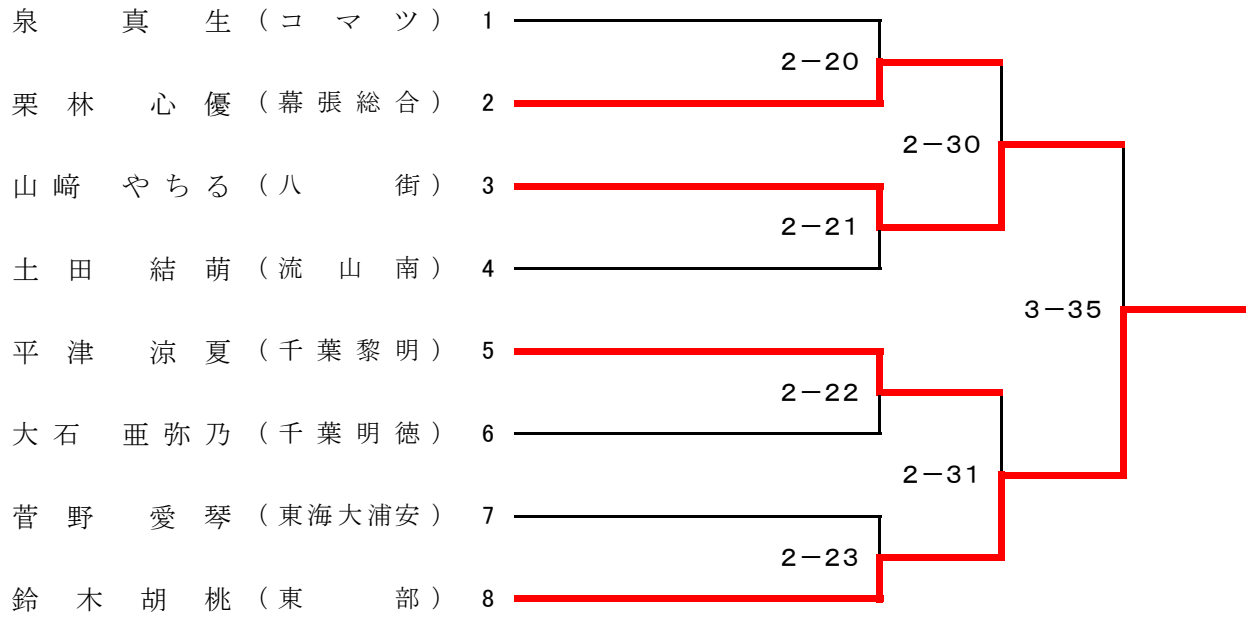 泉 真 生 (コ マ ツ) 1
2−20
栗 林 心 優 (幕 張 総 合) 2
2−30
山 﨑 や ち る (八 街) 3
2−21
土 田 結 萌 (流 山 南) 4
3−35
平 津 涼 夏 (千 葉 黎 明) 5
2−22
大 石 亜 弥 乃 (千 葉 明 徳) 6
2−31
菅 野 愛 琴 (東海大浦安) 7
2−23
鈴 木 胡 桃 (東 部) 8